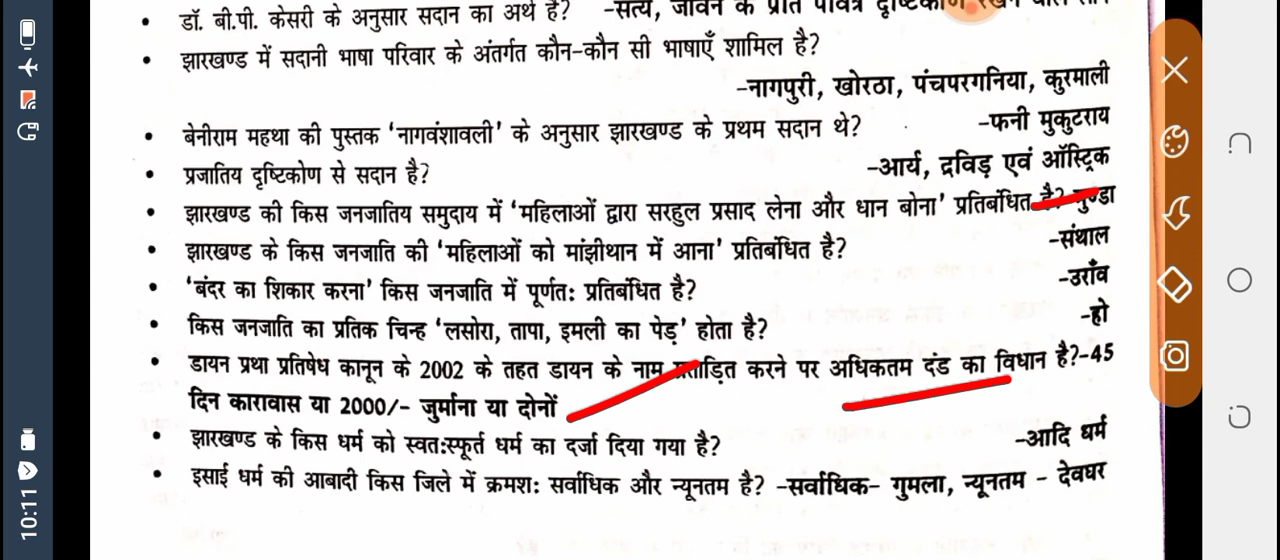 • डॉ. बी.पी. केसरी के अनुसार सदान का अर्थ है? -सत्य, जीवन के प्रति पवित्र दृष्टिकोण रखने वाले
• झारखण्ड में सदानी भाषा परिवार के अंतर्गत कौन-कौन सी भाषाएँ शामिल है?
-नागपुरी, खोरठा, पंचपरगनिया, कुरमाली
• बेनीराम महथा की पुस्तक ‘नागवंशावली’ के अनुसार झारखण्ड के प्रथम सदान थे? -फनी मुकुटराय
• प्रजातिय दृष्टिकोण से सदान है? -आर्य, द्रविड़ एवं ऑस्ट्रिक
• झारखण्ड की किस जनजातिय समुदाय में ‘महिलाओं द्वारा सरहुल प्रसाद लेना और धान बोना’ प्रतिबंधित है? मुण्डा
• झारखण्ड के किस जनजाति की ‘महिलाओं को मांझीथान में आना’ प्रतिबंधित है? -संथाल
• ‘बंदर का शिकार करना’ किस जनजाति में पूर्णत: प्रतिबंधित है? -उराँव
• किस जनजाति का प्रतिक चिन्ह ‘लसोरा, तापा, इमली का पेड़’ होता है? -हो
• डायन प्रथा प्रतिषेध कानून के 2002 के तहत डायन के नाम प्रताड़ित करने पर अधिकतम दंड का विधान है?-45
दिन कारावास या 2000/- जुर्माना या दोनों
• झारखण्ड के किस धर्म को स्वत:स्फूर्त धर्म का दर्जा दिया गया है? -आदि धर्म
• इसाई धर्म की आबादी किस जिले में क्रमश: सर्वाधिक और न्यूनतम है? -सर्वाधिक- गुमला, न्यूनतम - देवघर
10:11